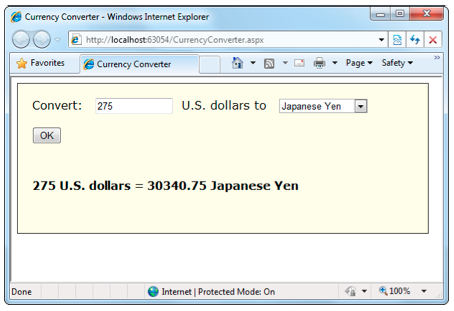 Currency Converter - Windows Internet Explorer
http://localhost:63054/CurrencyConverter.aspx
Favorites Currency Converter Page Safety »
Convert: 275 U.S. dollars to Japanese Yen
OK
275 U.S. dollars = 30340.75 Japanese Yen
Done Internet | Protected Mode: On 100%